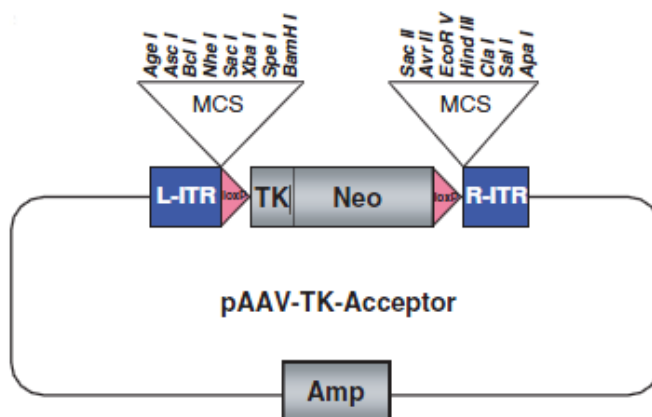 Age I
Asc I
Bcl I
Nhe I
Sac I
Xba I
Spe I
BamH I
Sac II
Avr II
EcoR V
Hind III
Cla I
Sal I
Apa I
MCS
MCS
L-ITR
loxP
TK
Neo
loxP
R-ITR
pAAV-TK-Acceptor
Amp